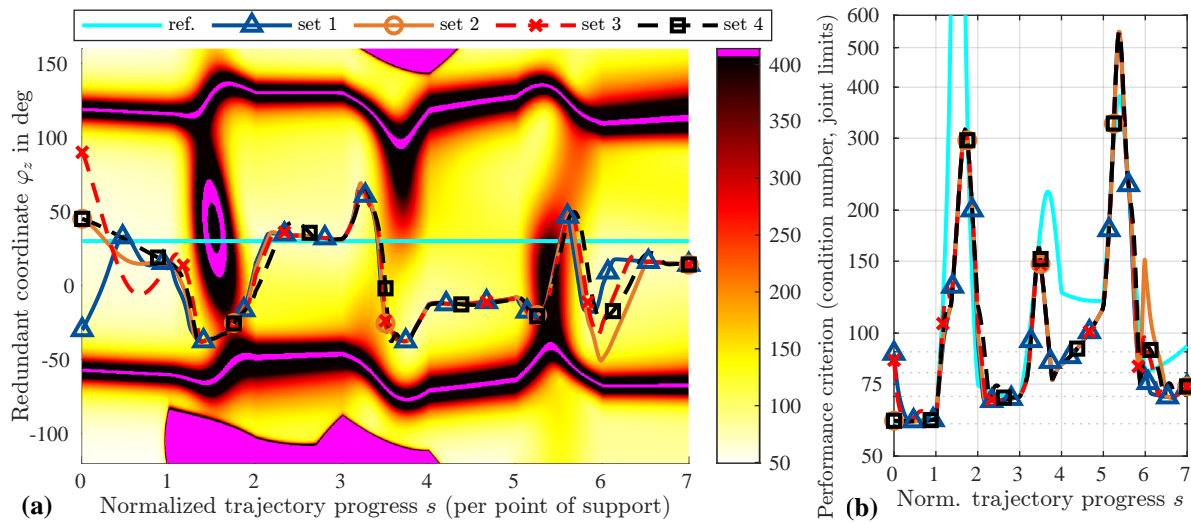 ref. set 1 set 2 set 3 set 4
Redundant coordinate φz in deg
150
100
50
0
-50
-100
0 1 2 3 4 5 6 7
Normalized trajectory progress s (per point of support)
(a)
400
350
300
250
200
150
100
50
Performance criterion (condition number, joint limits)
600
500
400
300
200
150
100
75
50
0 1 2 3 4 5 6 7
Norm. trajectory progress s
(b)